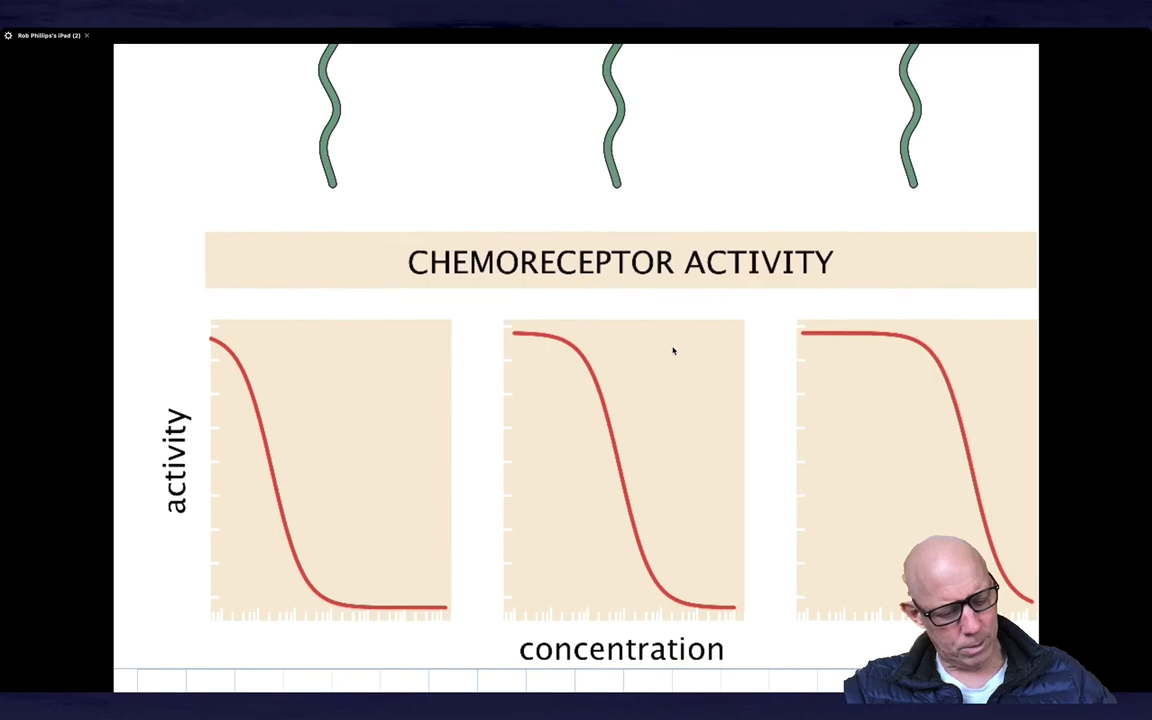 Rob Phillips's iPad (2)
CHEMORECEPTOR ACTIVITY
activity
concentration